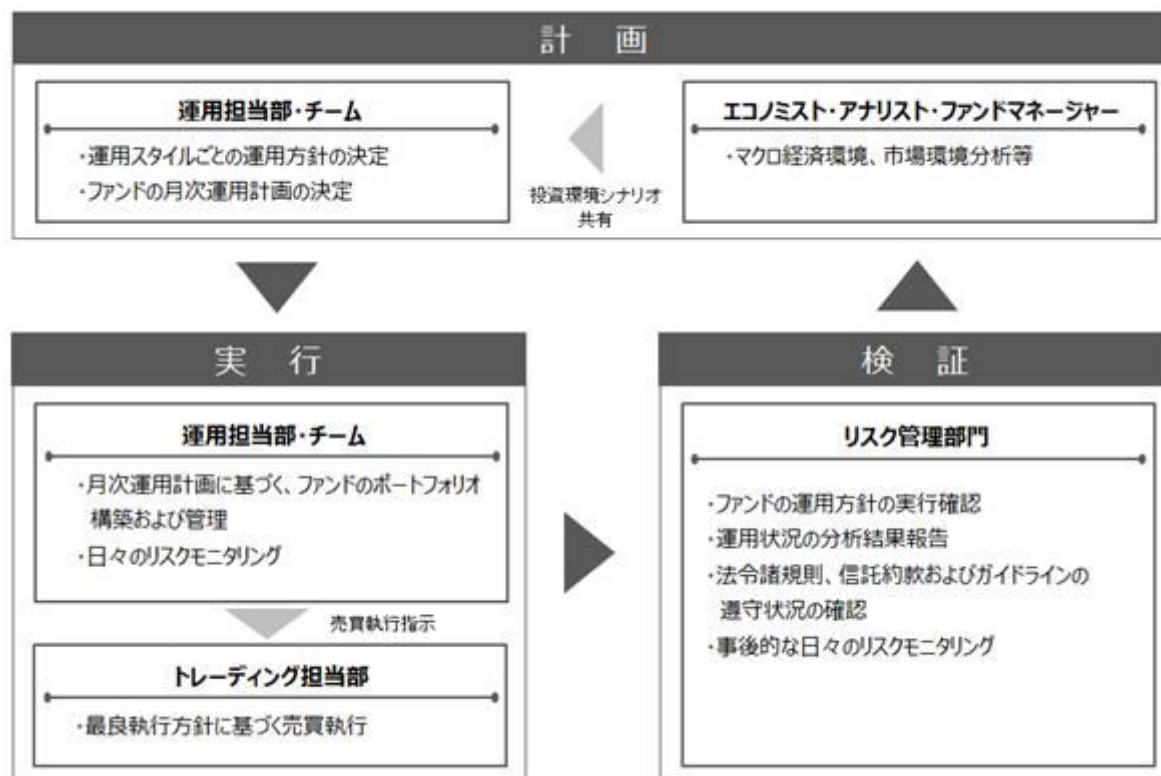 計 画
運用担当部・チーム
・運用スタイルごとの運用方針の決定
・ファンドの月次運用計画の決定
投資環境シナリオ
共有
エコノミスト・アナリスト・ファンドマネージャー
・マクロ経済環境、市場環境分析等
実 行
運用担当部・チーム
・月次運用計画に基づく、ファンドのポートフォリオ
構築および管理
・日々のリスクモニタリング
売買執行指示
トレーディング担当部
・最良執行方針に基づく売買執行
検 証
リスク管理部門
・ファンドの運用方針の実行確認
・運用状況の分析結果報告
・法令諸規則、信託約款およびガイドラインの
遵守状況の確認
・事後的な日々のリスクモニタリング